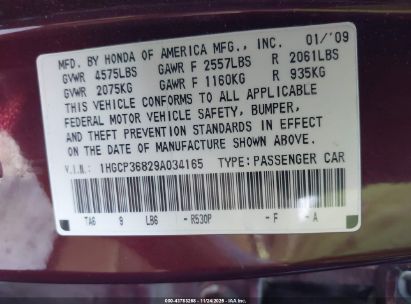 MFD. BY HONDA OF AMERICA MFG., INC. 01/'09
GVWR 4575LBS GAWR F 2557LBS R 2061LBS
GVWR 2075KG GAWR F 1160KG R 935KG
THIS VEHICLE CONFORMS TO ALL APPLICABLE
FEDERAL MOTOR VEHICLE SAFETY, BUMPER,
AND THEFT PREVENTION STANDARDS IN EFFECT
ON THE DATE OF MANUFACTURE SHOWN ABOVE.
V.I.N.: 1HGCP36829A034165 TYPE: PASSENGER CAR
TA6 9 LB6 - R530P - F - A